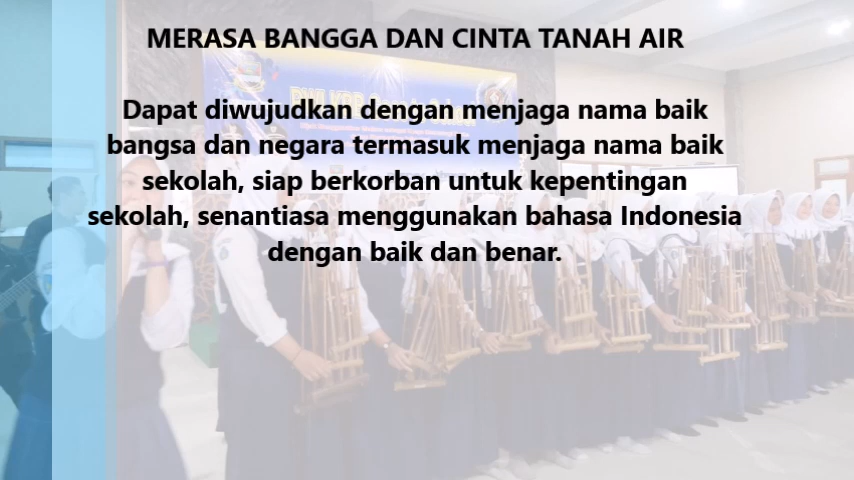 MERASA BANGGA DAN CINTA TANAH AIR
Dapat diwujudkan dengan menjaga nama baik
bangsa dan negara termasuk menjaga nama baik
sekolah, siap berkorban untuk kepentingan
sekolah, senantiasa menggunakan bahasa Indonesia
dengan baik dan benar.